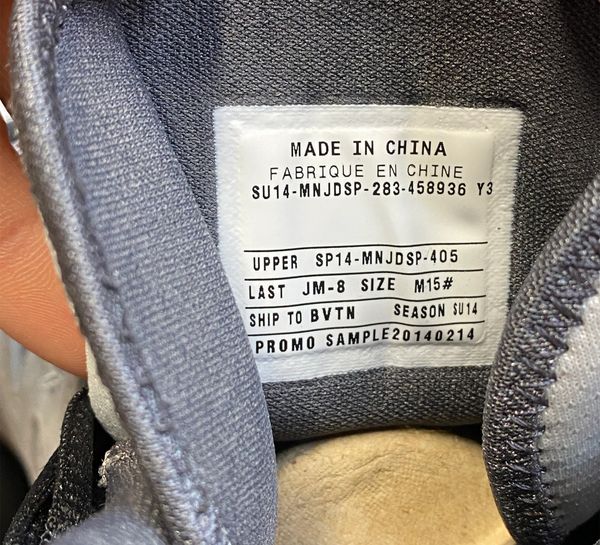 MADE IN CHINA
FABRIQUE EN CHINE
SU14-MNJDSP-283-458936 Y3
UPPER SP14-MNJDSP-405
LAST JM-8 SIZE M15#
SHIP TO BVTN SEASON SU14
PROMO SAMPLE20140214